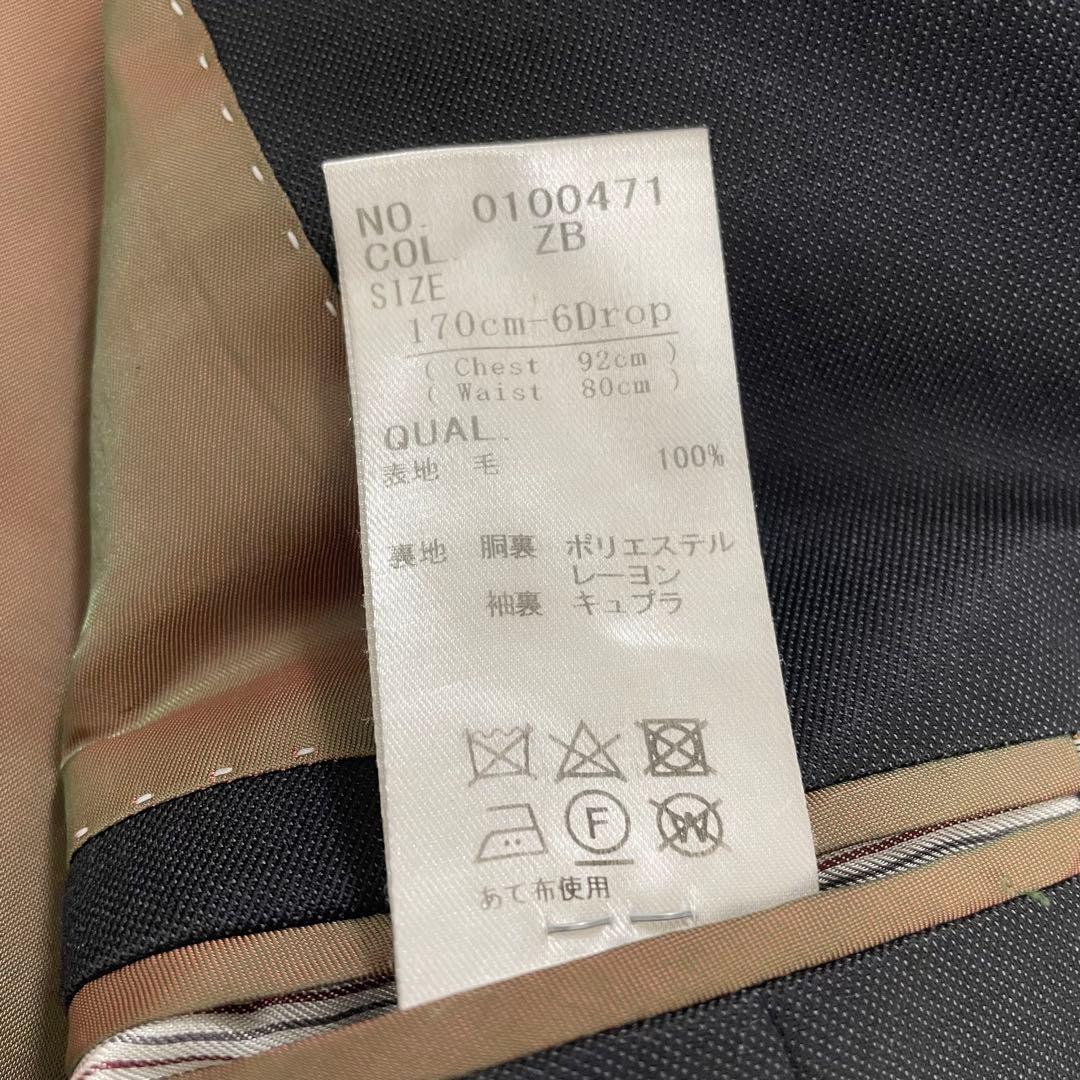 NO. 0100471
COL. ZB
SIZE
170cm-6Drop
( Chest 92cm )
( Waist 80cm )
QUAL.
表地 毛 100%
裏地 胴裏 ポリエステル
レーヨン
袖裏 キュプラ
F W
あて布使用